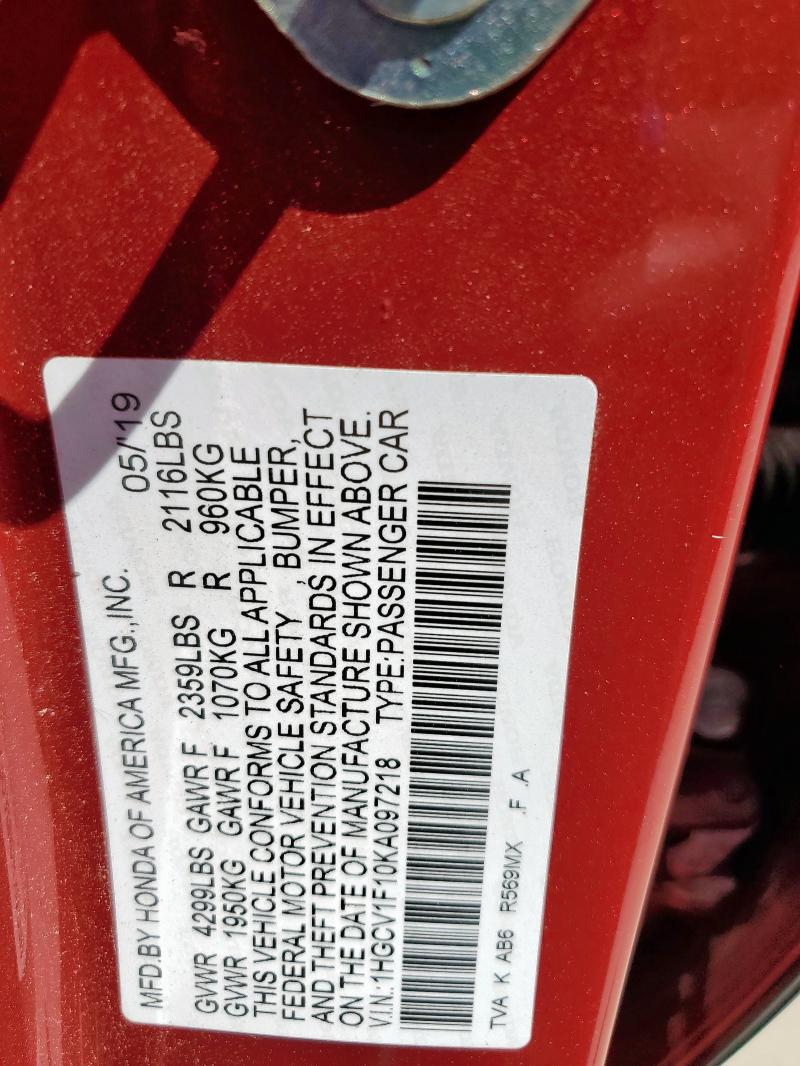 MFD.BY HONDA OF AMERICA MFG.,INC. 05/'19
GVWR 4299LBS GAWR F 2359LBS R 2116LBS
GVWR 1950KG GAWR F 1070KG R 960KG
THIS VEHICLE CONFORMS TO ALL APPLICABLE
FEDERAL MOTOR VEHICLE SAFETY, BUMPER,
AND THEFT PREVENTION STANDARDS IN EFFECT
ON THE DATE OF MANUFACTURE SHOWN ABOVE.
V.I.N.:1HGCV1F10KA097218 TYPE:PASSENGER CAR
TVA K AB6 R569MX .F .A